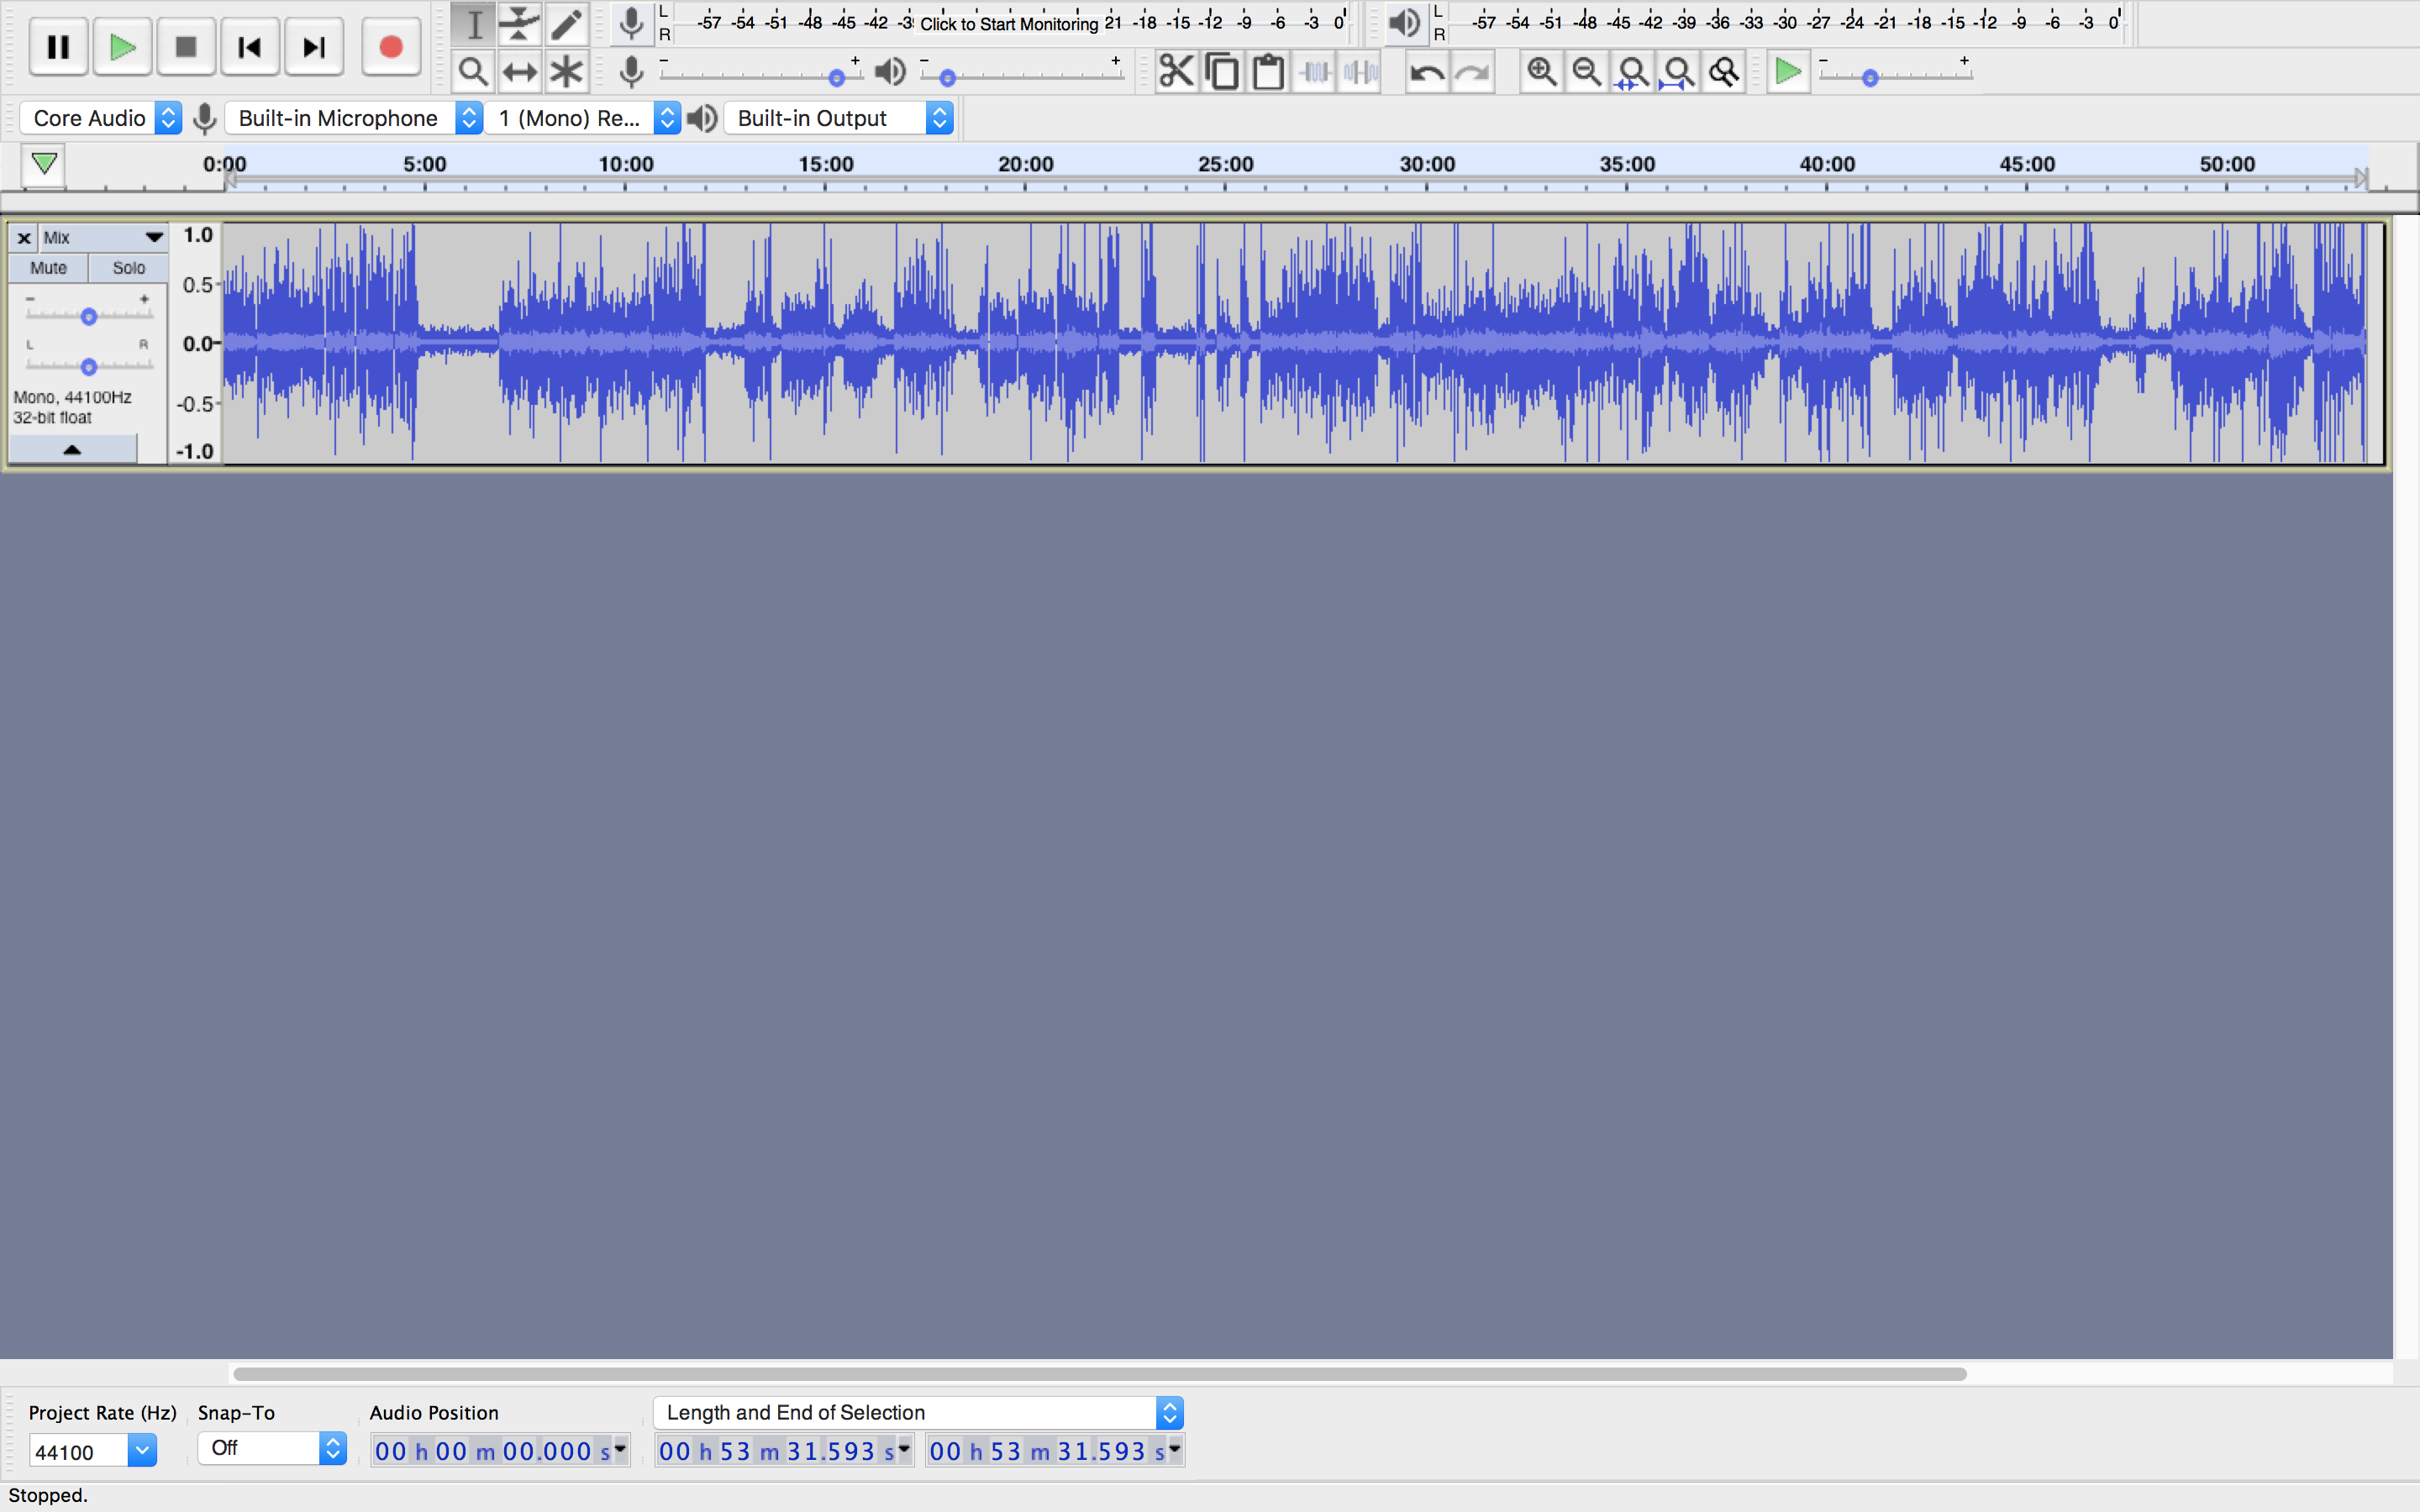 L
R
-57 -54 -51 -48 -45 -42 -3 Click to Start Monitoring 21 -18 -15 -12 -9 -6 -3 0
L
R
-57 -54 -51 -48 -45 -42 -39 -36 -33 -30 -27 -24 -21 -18 -15 -12 -9 -6 -3 0
- +
- +
- +
Core Audio Built-in Microphone 1 (Mono) Re... Built-in Output
0:00 5:00 10:00 15:00 20:00 25:00 30:00 35:00 40:00 45:00 50:00
x Mix 1.0
Mute Solo
0.5
- +
L R
0.0
Mono, 44100Hz
32-bit float
-0.5
-1.0
Project Rate (Hz) Snap-To Audio Position Length and End of Selection
44100 Off 00 h 00 m 00.000 s 00 h 53 m 31.593 s 00 h 53 m 31.593 s
Stopped.